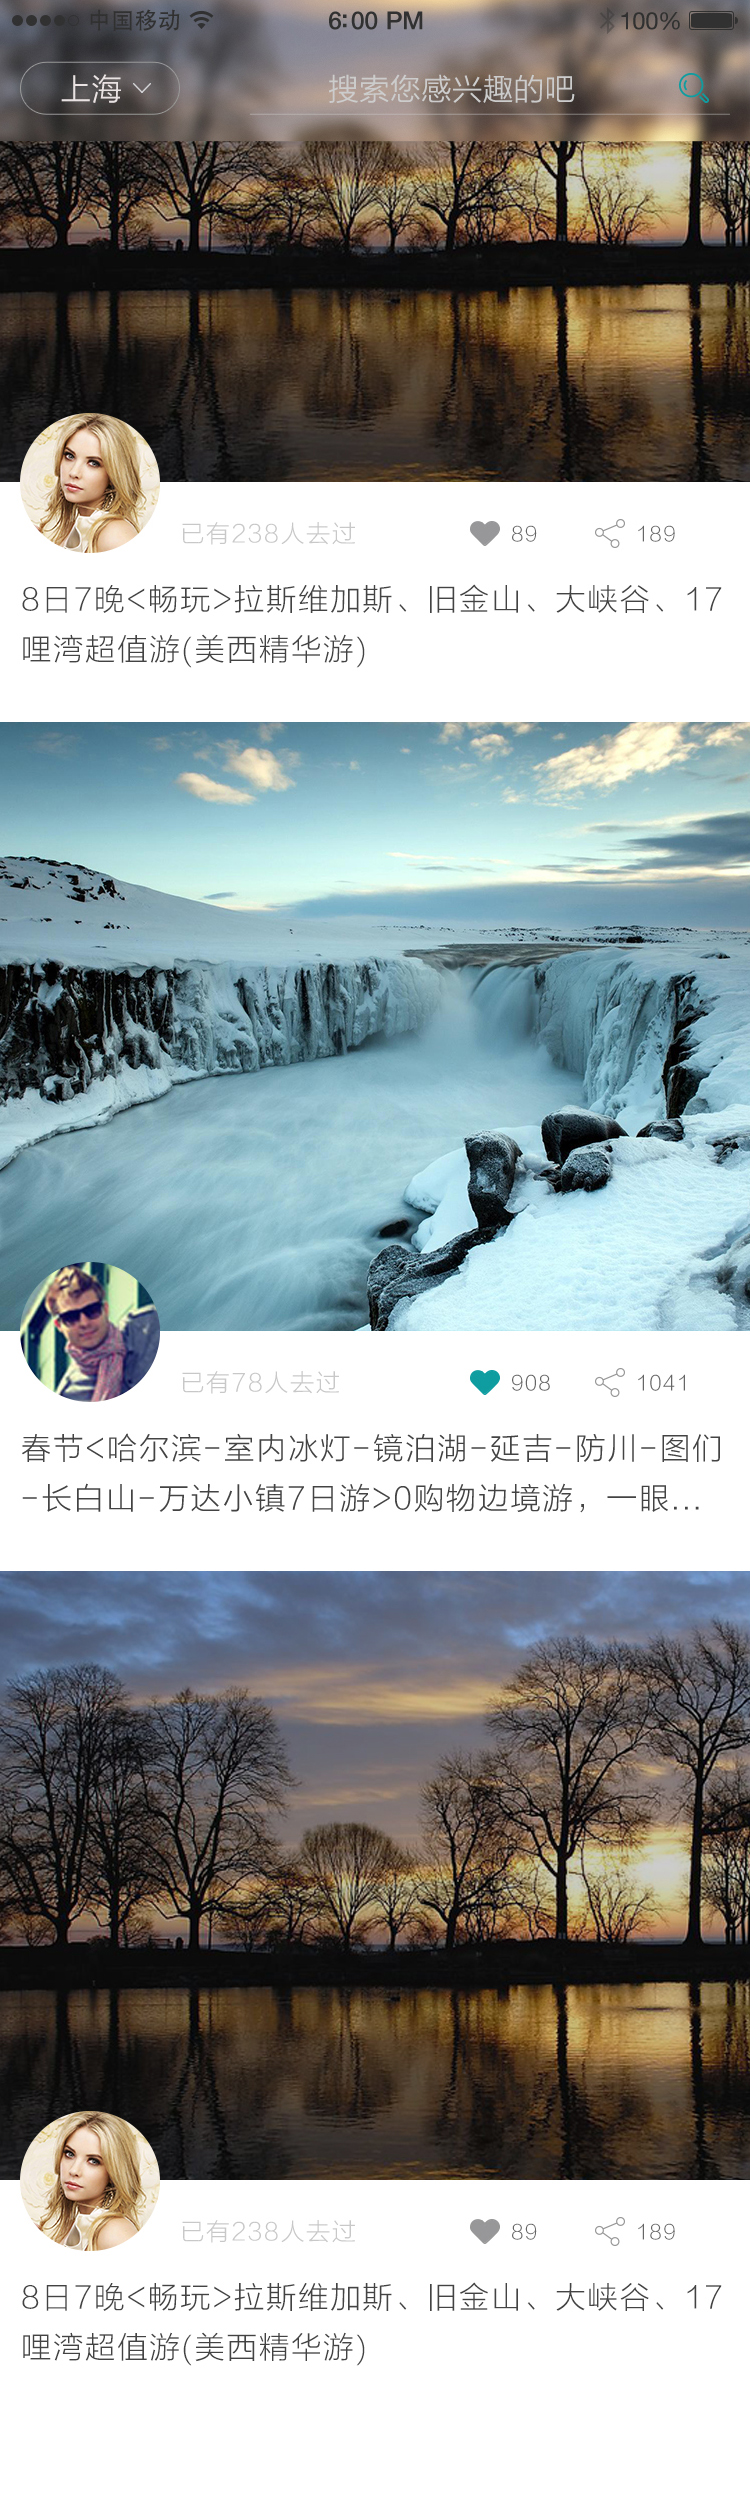 中国移动 6:00 PM 100%
上海 搜索您感兴趣的吧
已有238人去过 89 189
8日7晚<畅玩>拉斯维加斯、旧金山、大峡谷、17
哩湾超值游(美西精华游)
已有78人去过 908 1041
春节<哈尔滨-室内冰灯-镜泊湖-延吉-防川-图们
-长白山-万达小镇7日游>0购物边境游，一眼...
已有238人去过 89 189
8日7晚<畅玩>拉斯维加斯、旧金山、大峡谷、17
哩湾超值游(美西精华游)